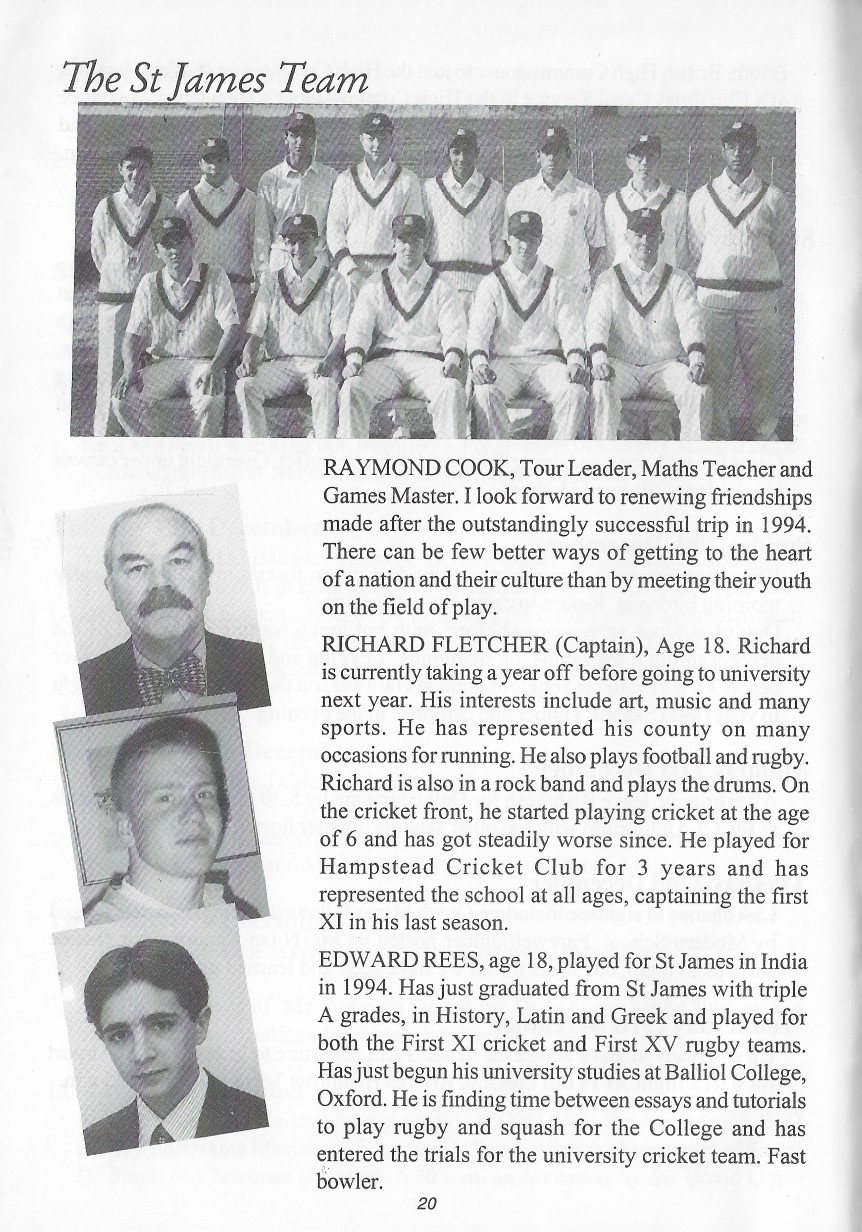 The St James Team
RAYMOND COOK, Tour Leader, Maths Teacher and
Games Master. I look forward to renewing friendships
made after the outstandingly successful trip in 1994.
There can be few better ways of getting to the heart
of a nation and their culture than by meeting their youth
on the field of play.
RICHARD FLETCHER (Captain), Age 18. Richard
is currently taking a year off before going to university
next year. His interests include art, music and many
sports. He has represented his county on many
occasions for running. He also plays football and rugby.
Richard is also in a rock band and plays the drums. On
the cricket front, he started playing cricket at the age
of 6 and has got steadily worse since. He played for
Hampstead Cricket Club for 3 years and has
represented the school at all ages, captaining the first
XI in his last season.
EDWARD REES, age 18, played for St James in India
in 1994. Has just graduated from St James with triple
A grades, in History, Latin and Greek and played for
both the First XI cricket and First XV rugby teams.
Has just begun his university studies at Balliol College,
Oxford. He is finding time between essays and tutorials
to play rugby and squash for the College and has
entered the trials for the university cricket team. Fast
bowler.
20